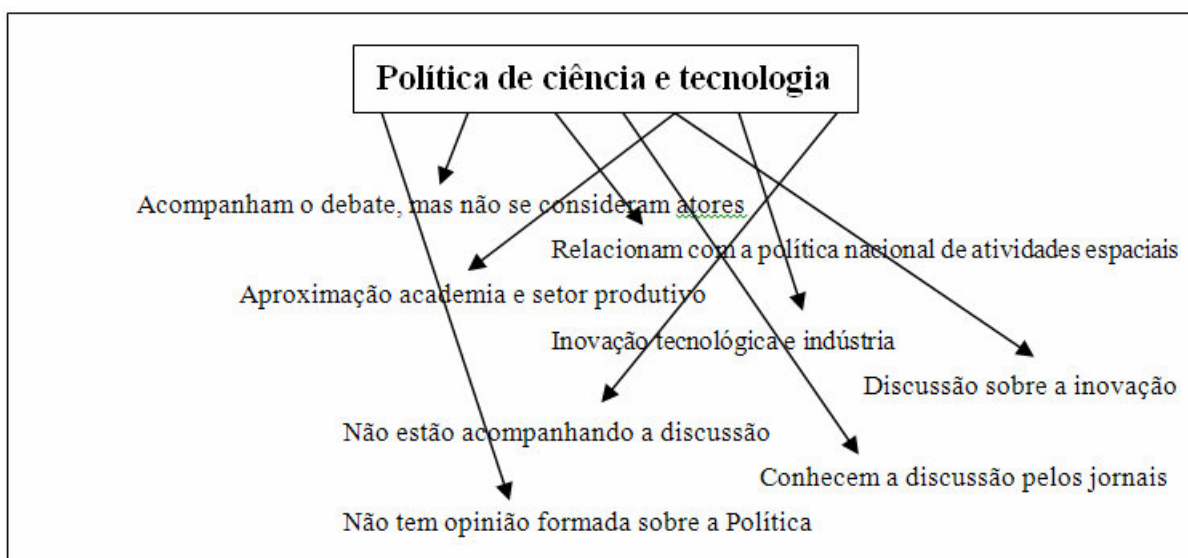 Política de ciência e tecnologia
Acompanham o debate, mas não se consideram atores
Relacionam com a política nacional de atividades espaciais
Aproximação academia e setor produtivo
Inovação tecnológica e indústria
Discussão sobre a inovação
Não estão acompanhando a discussão
Conhecem a discussão pelos jornais
Não tem opinião formada sobre a Política